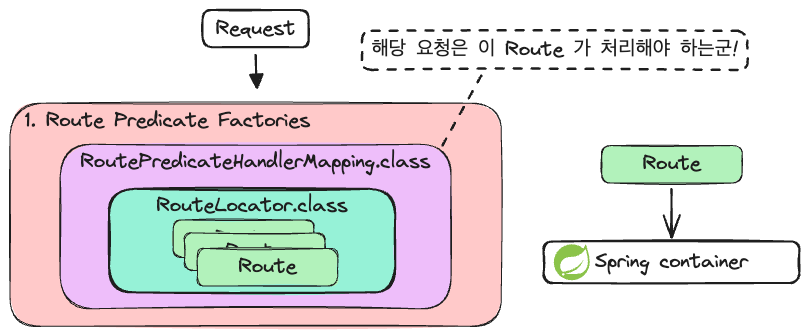 Request
해당 요청은 이 Route 가 처리해야 하는군!
1. Route Predicate Factories
RoutePredicateHandlerMapping.class
RouteLocator.class
Route
Route
Spring container